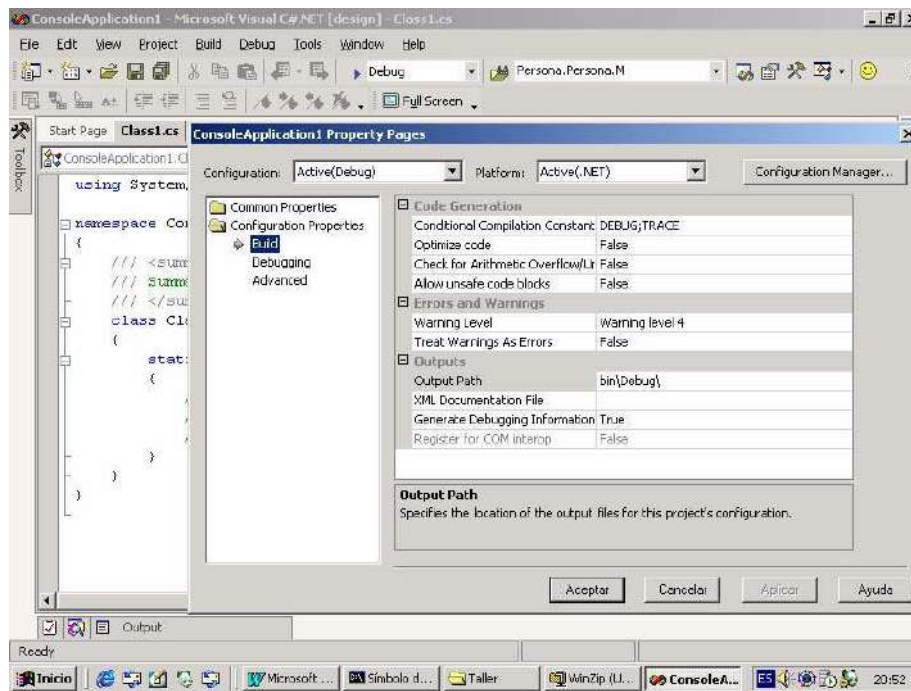 ConsoleApplication1 - Microsoft Visual C#.NET [design] - Class1.cs
File Edit View Project Build Debug Tools Window Help
Debug Persona.Persona.M
Full Screen
Toolbox
Start Page Class1.cs
ConsoleApplication1 Property Pages
ConsoleApplication1.Cl
Configuration: Active(Debug) Platform: Active(.NET) Configuration Manager...
using System,
namespace Con
{
/// <summ
/// Summ
/// </su
class Cla
{
stat
{
}
}
}
Common Properties
Configuration Properties
Build
Debugging
Advanced
Code Generation
Conditional Compilation Constant DEBUG;TRACE
Optimize code False
Check for Arithmetic Overflow/Ur False
Allow unsafe code blocks False
Errors and Warnings
Warning Level Warning level 4
Treat Warnings As Errors False
Outputs
Output Path bin\Debug\
XML Documentation File
Generate Debugging Information True
Register for COM interop False
Output Path
Specifies the location of the output files for this project's configuration.
Aceptar Cancelar Aplicar Ayuda
Output
Ready
Inicio Microsoft ... Símbolo d... Taller WinZip (U... ConsoleA... ES 20:52